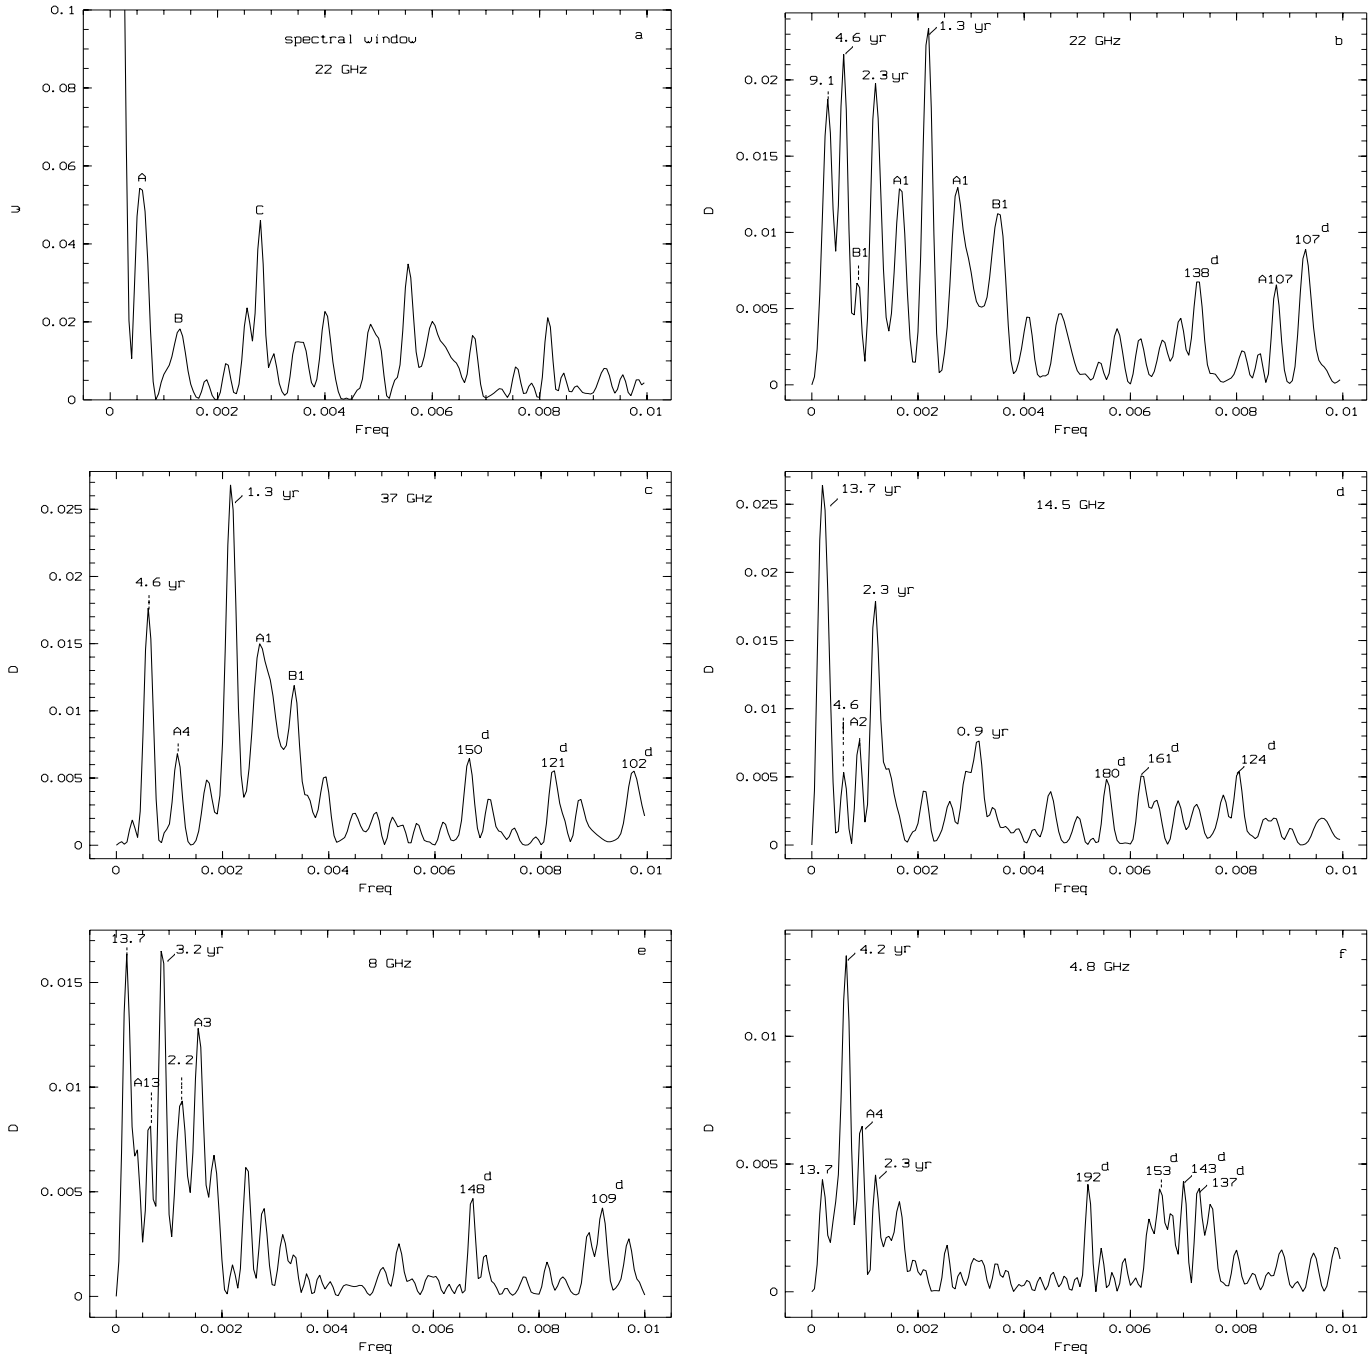 spectral window
a
22 GHz
0.1
0.08
0.06
0.04
0.02
0
W
A
B
C
0
0.002
0.004
0.006
0.008
0.01
Freq
22 GHz
b
0.02
0.015
0.01
0.005
0
D
9.1
4.6 yr
B1
2.3 yr
A1
1.3 yr
A1
B1
138 d
A107
107 d
0
0.002
0.004
0.006
0.008
0.01
Freq
37 GHz
c
0.025
0.02
0.015
0.01
0.005
0
D
4.6 yr
A4
1.3 yr
A1
B1
150 d
121 d
102 d
0
0.002
0.004
0.006
0.008
0.01
Freq
14.5 GHz
d
0.025
0.02
0.015
0.01
0.005
0
D
13.7 yr
4.6
A2
2.3 yr
0.9 yr
180 d
161 d
124 d
0
0.002
0.004
0.006
0.008
0.01
Freq
8 GHz
e
0.015
0.01
0.005
0
D
13.7
A13
3.2 yr
2.2
A3
148 d
109 d
0
0.002
0.004
0.006
0.008
0.01
Freq
4.8 GHz
f
0.01
0.005
0
D
13.7
4.2 yr
A4
2.3 yr
192 d
153 d
143 d
137 d
0
0.002
0.004
0.006
0.008
0.01
Freq